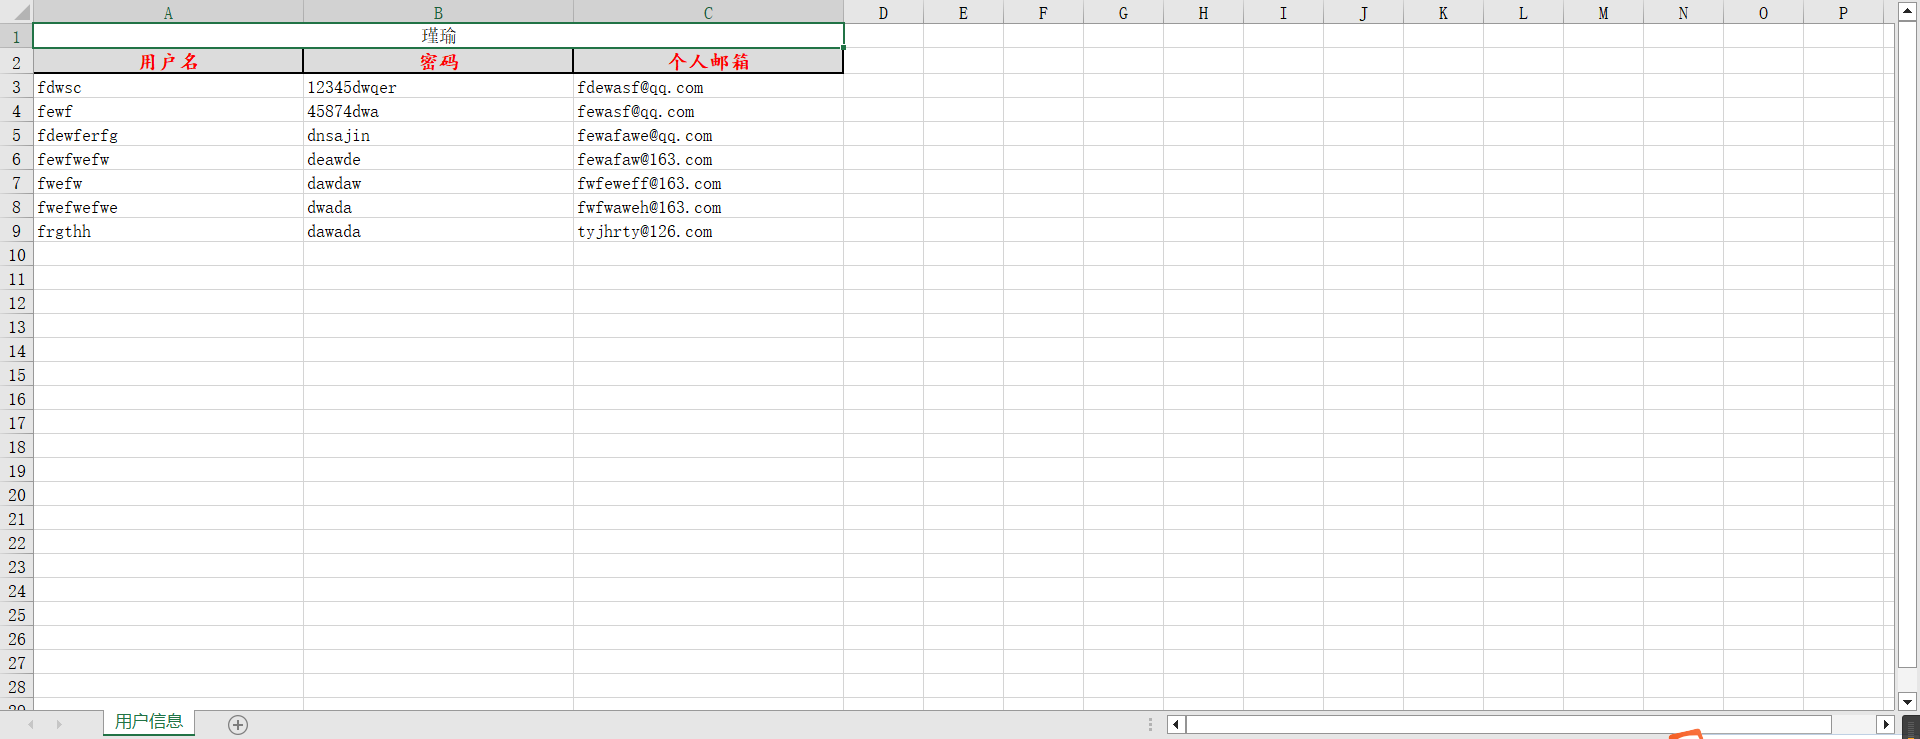 A B C D E F G H I J K L M N O P
1 瑾瑜
2 用户名 密码 个人邮箱
3 fdwsc 12345dwqer fdewasf@qq.com
4 fewf 45874dwa fewasf@qq.com
5 fdewferfg dnsajin fewafawe@qq.com
6 fewfwefw deawde fewafaw@163.com
7 fwefw dawdaw fwfeweff@163.com
8 fwefwefwe dwada fwfwaweh@163.com
9 frgthh dawada tyjhrty@126.com
10
11
12
13
14
15
16
17
18
19
20
21
22
23
24
25
26
27
28
29
用户信息